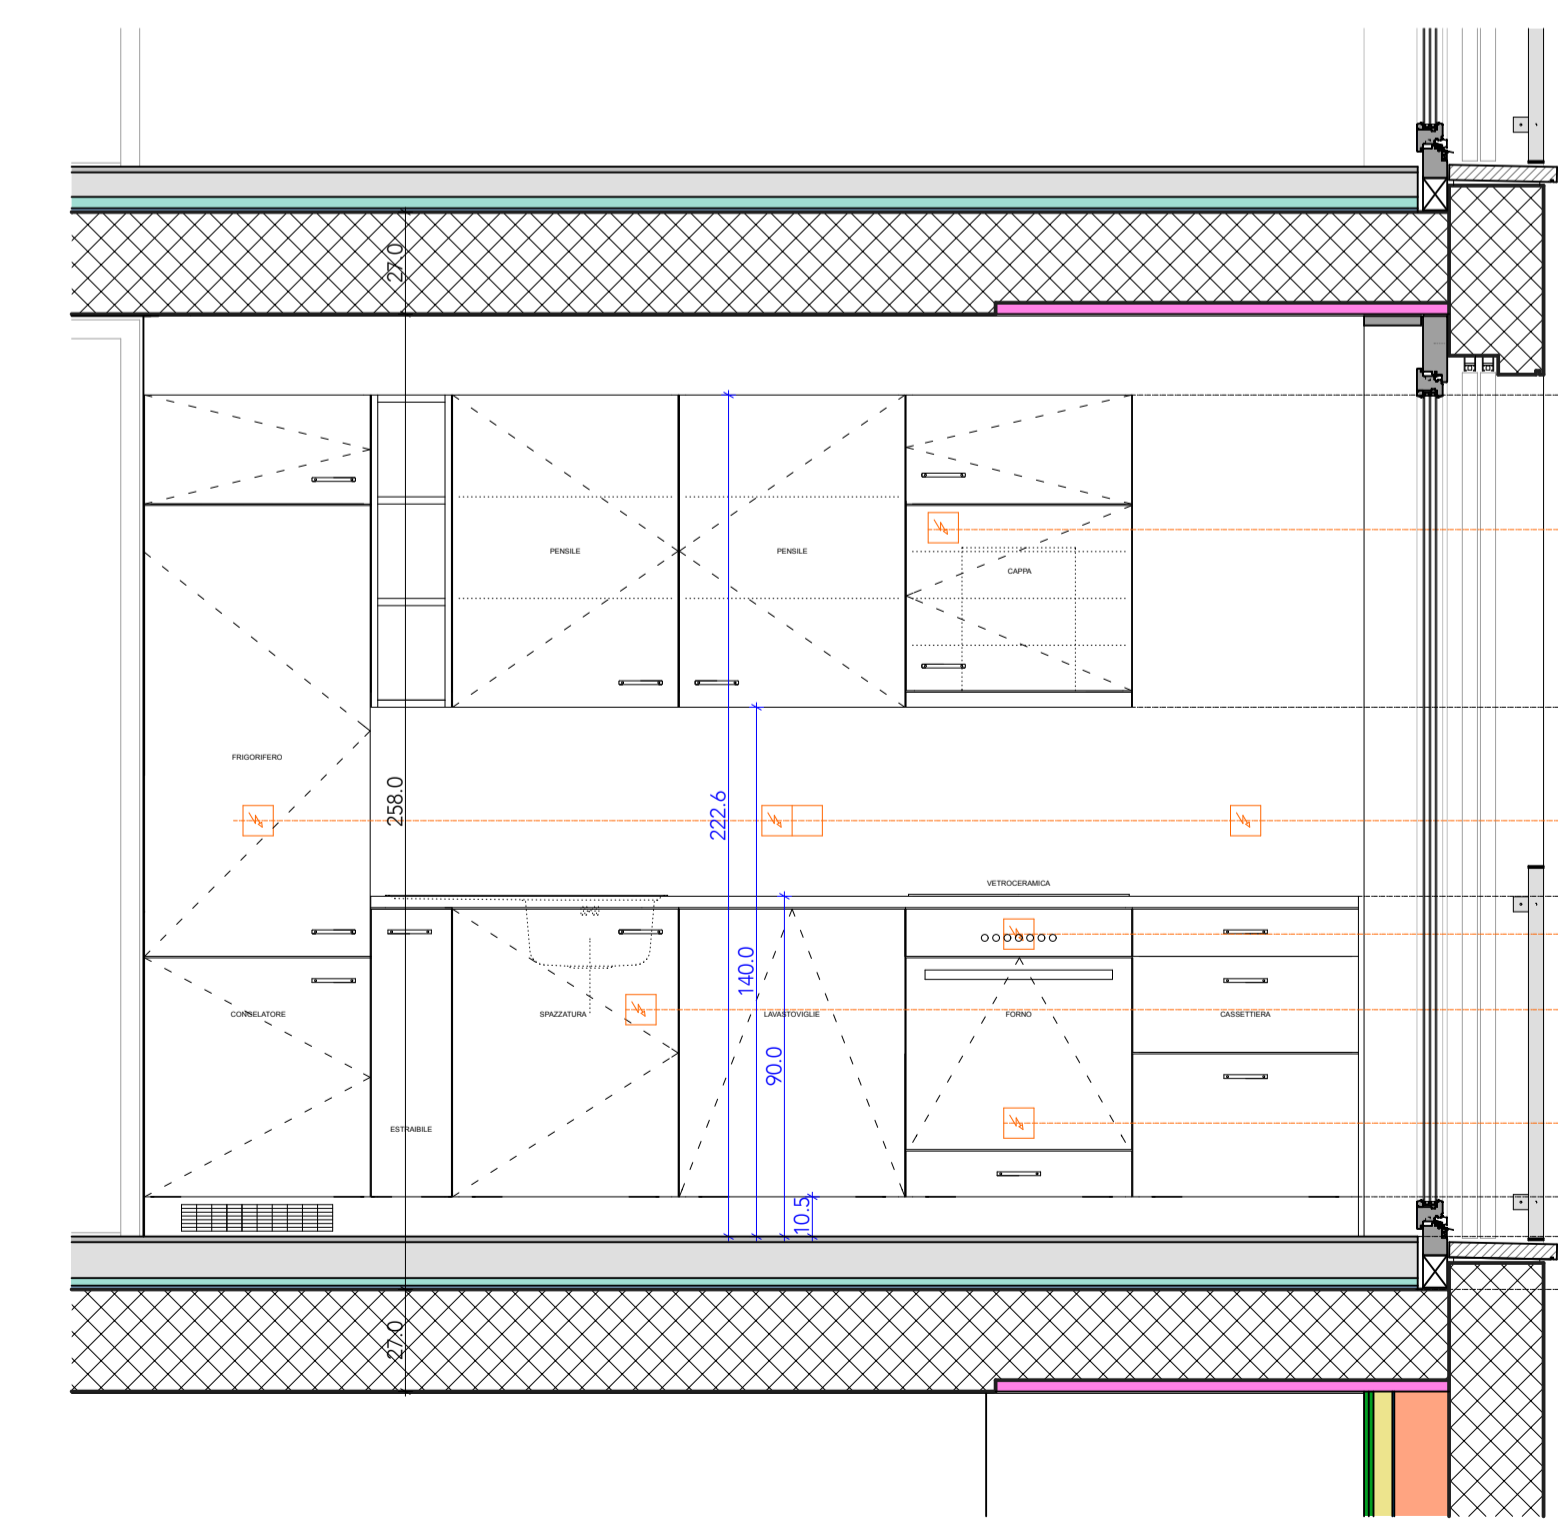 27.0
PENSILE
PENSILE
CAPPA
FRIGORIFERO
258.0
222.6
VETROCERAMICA
140.0
CONGELATORE
SPAZZATURA
LAVASTOVIGLIE
FORNO
CASSETTIERA
90.0
ESTRAIBILE
10.5
27.0